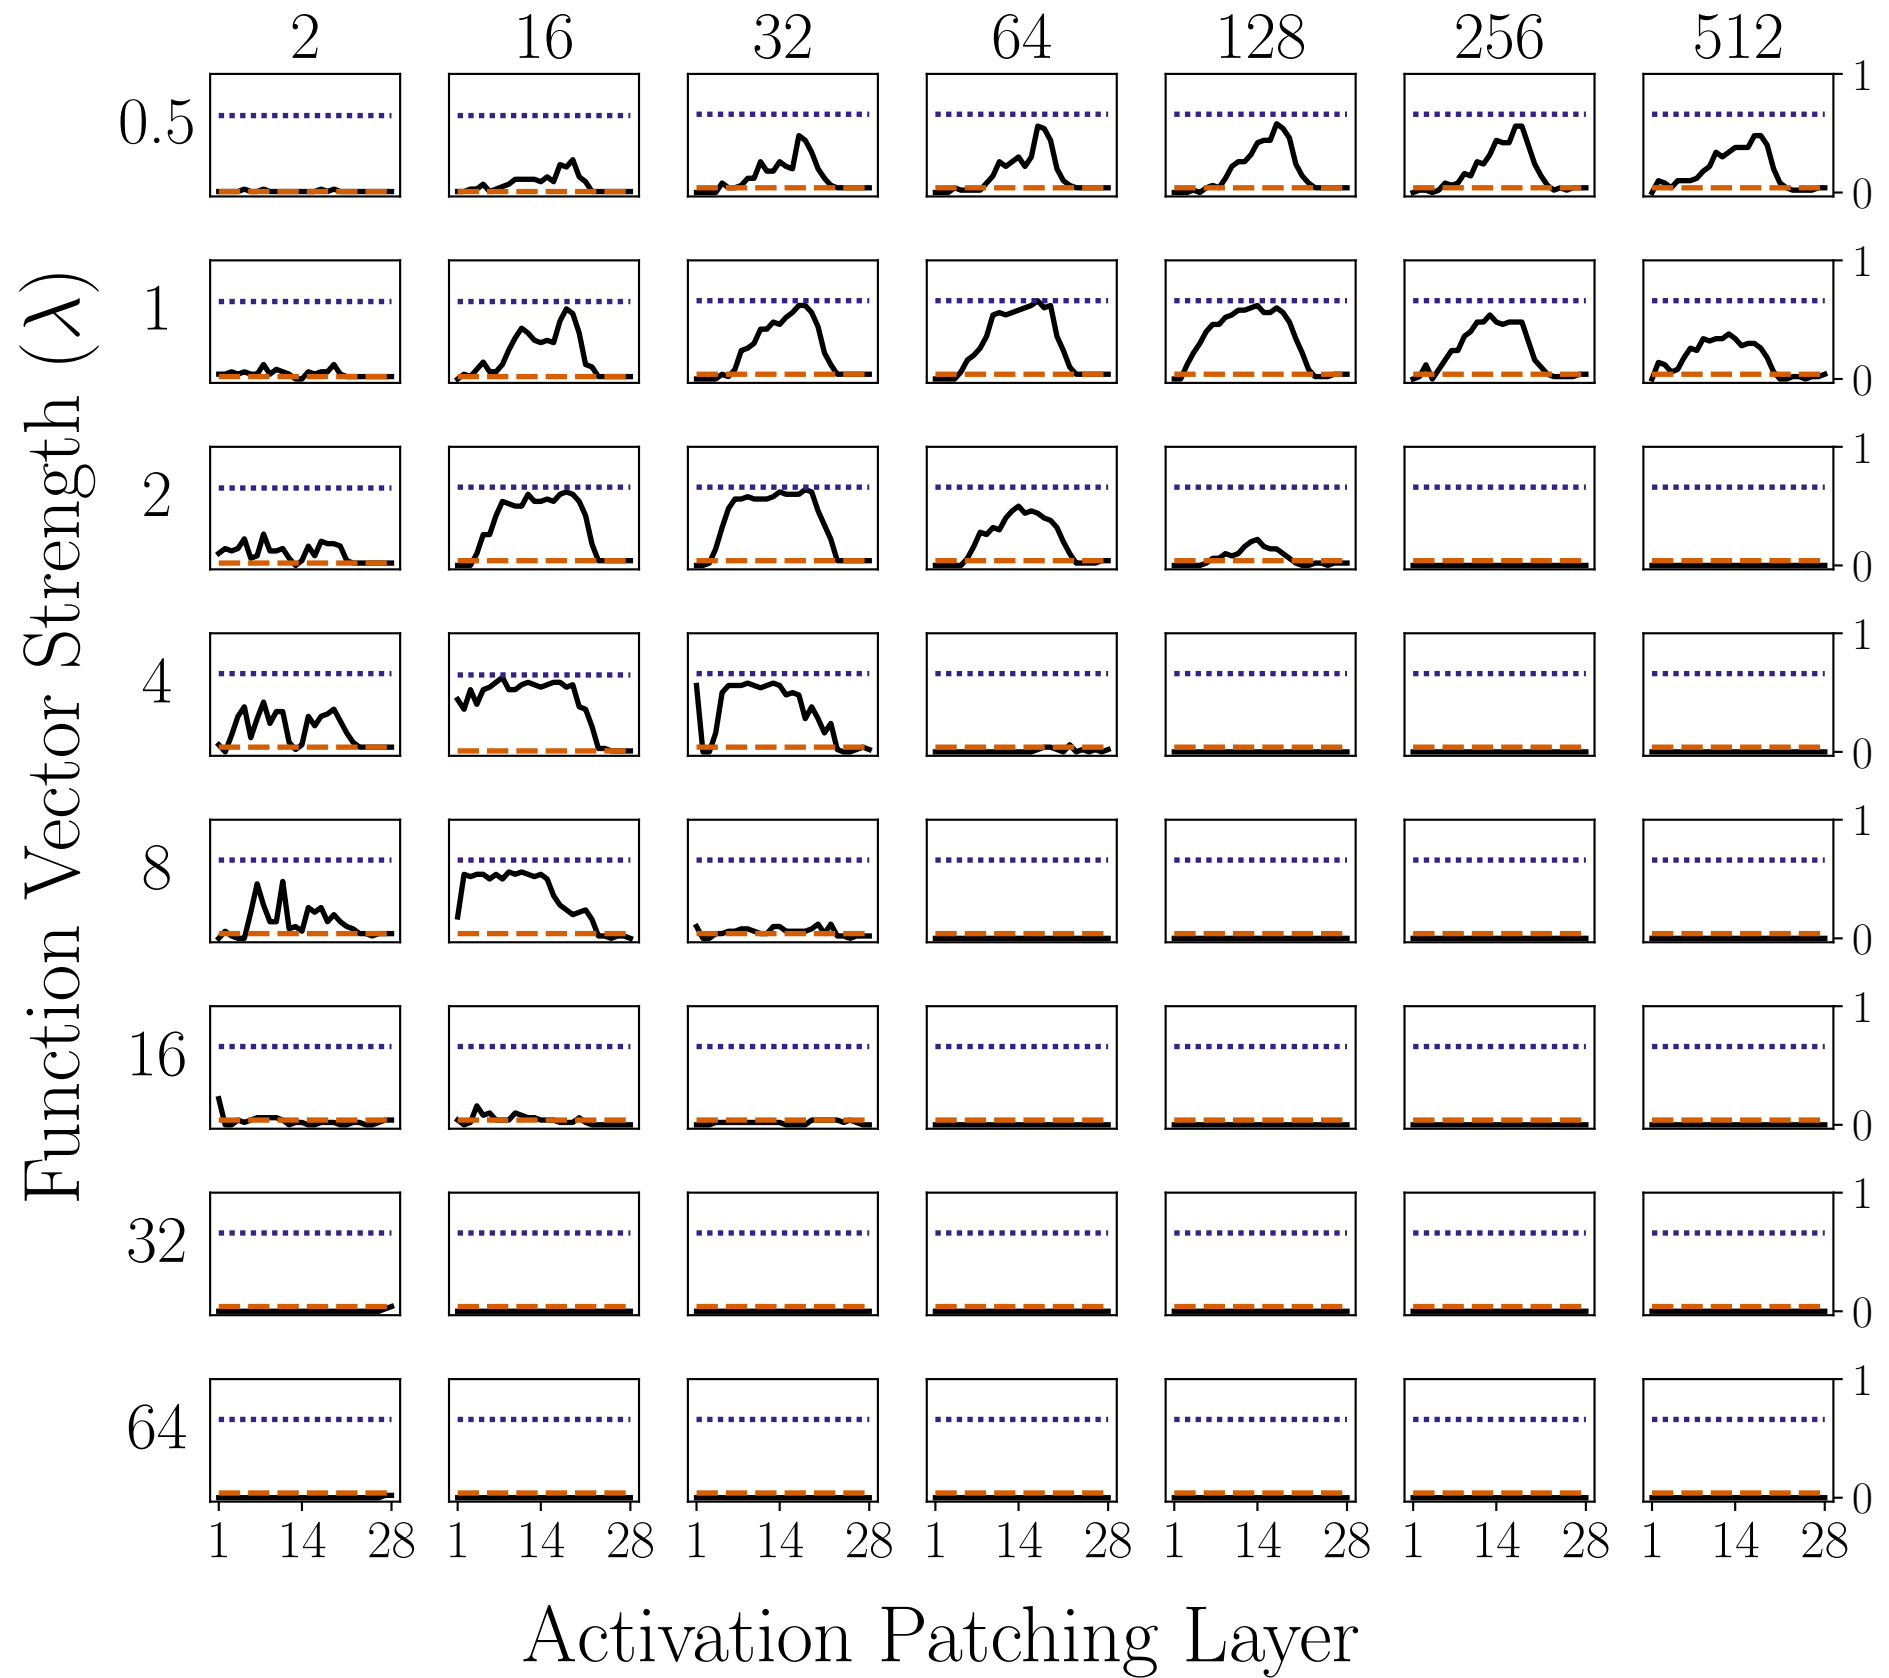 2 16 32 64 128 256 512
Function Vector Strength (λ)
0.5 1 0
1 1 0
2 1 0
4 1 0
8 1 0
16 1 0
32 1 0
64 1 0
1 14 28 1 14 28 1 14 28 1 14 28 1 14 28 1 14 28 1 14 28
Activation Patching Layer